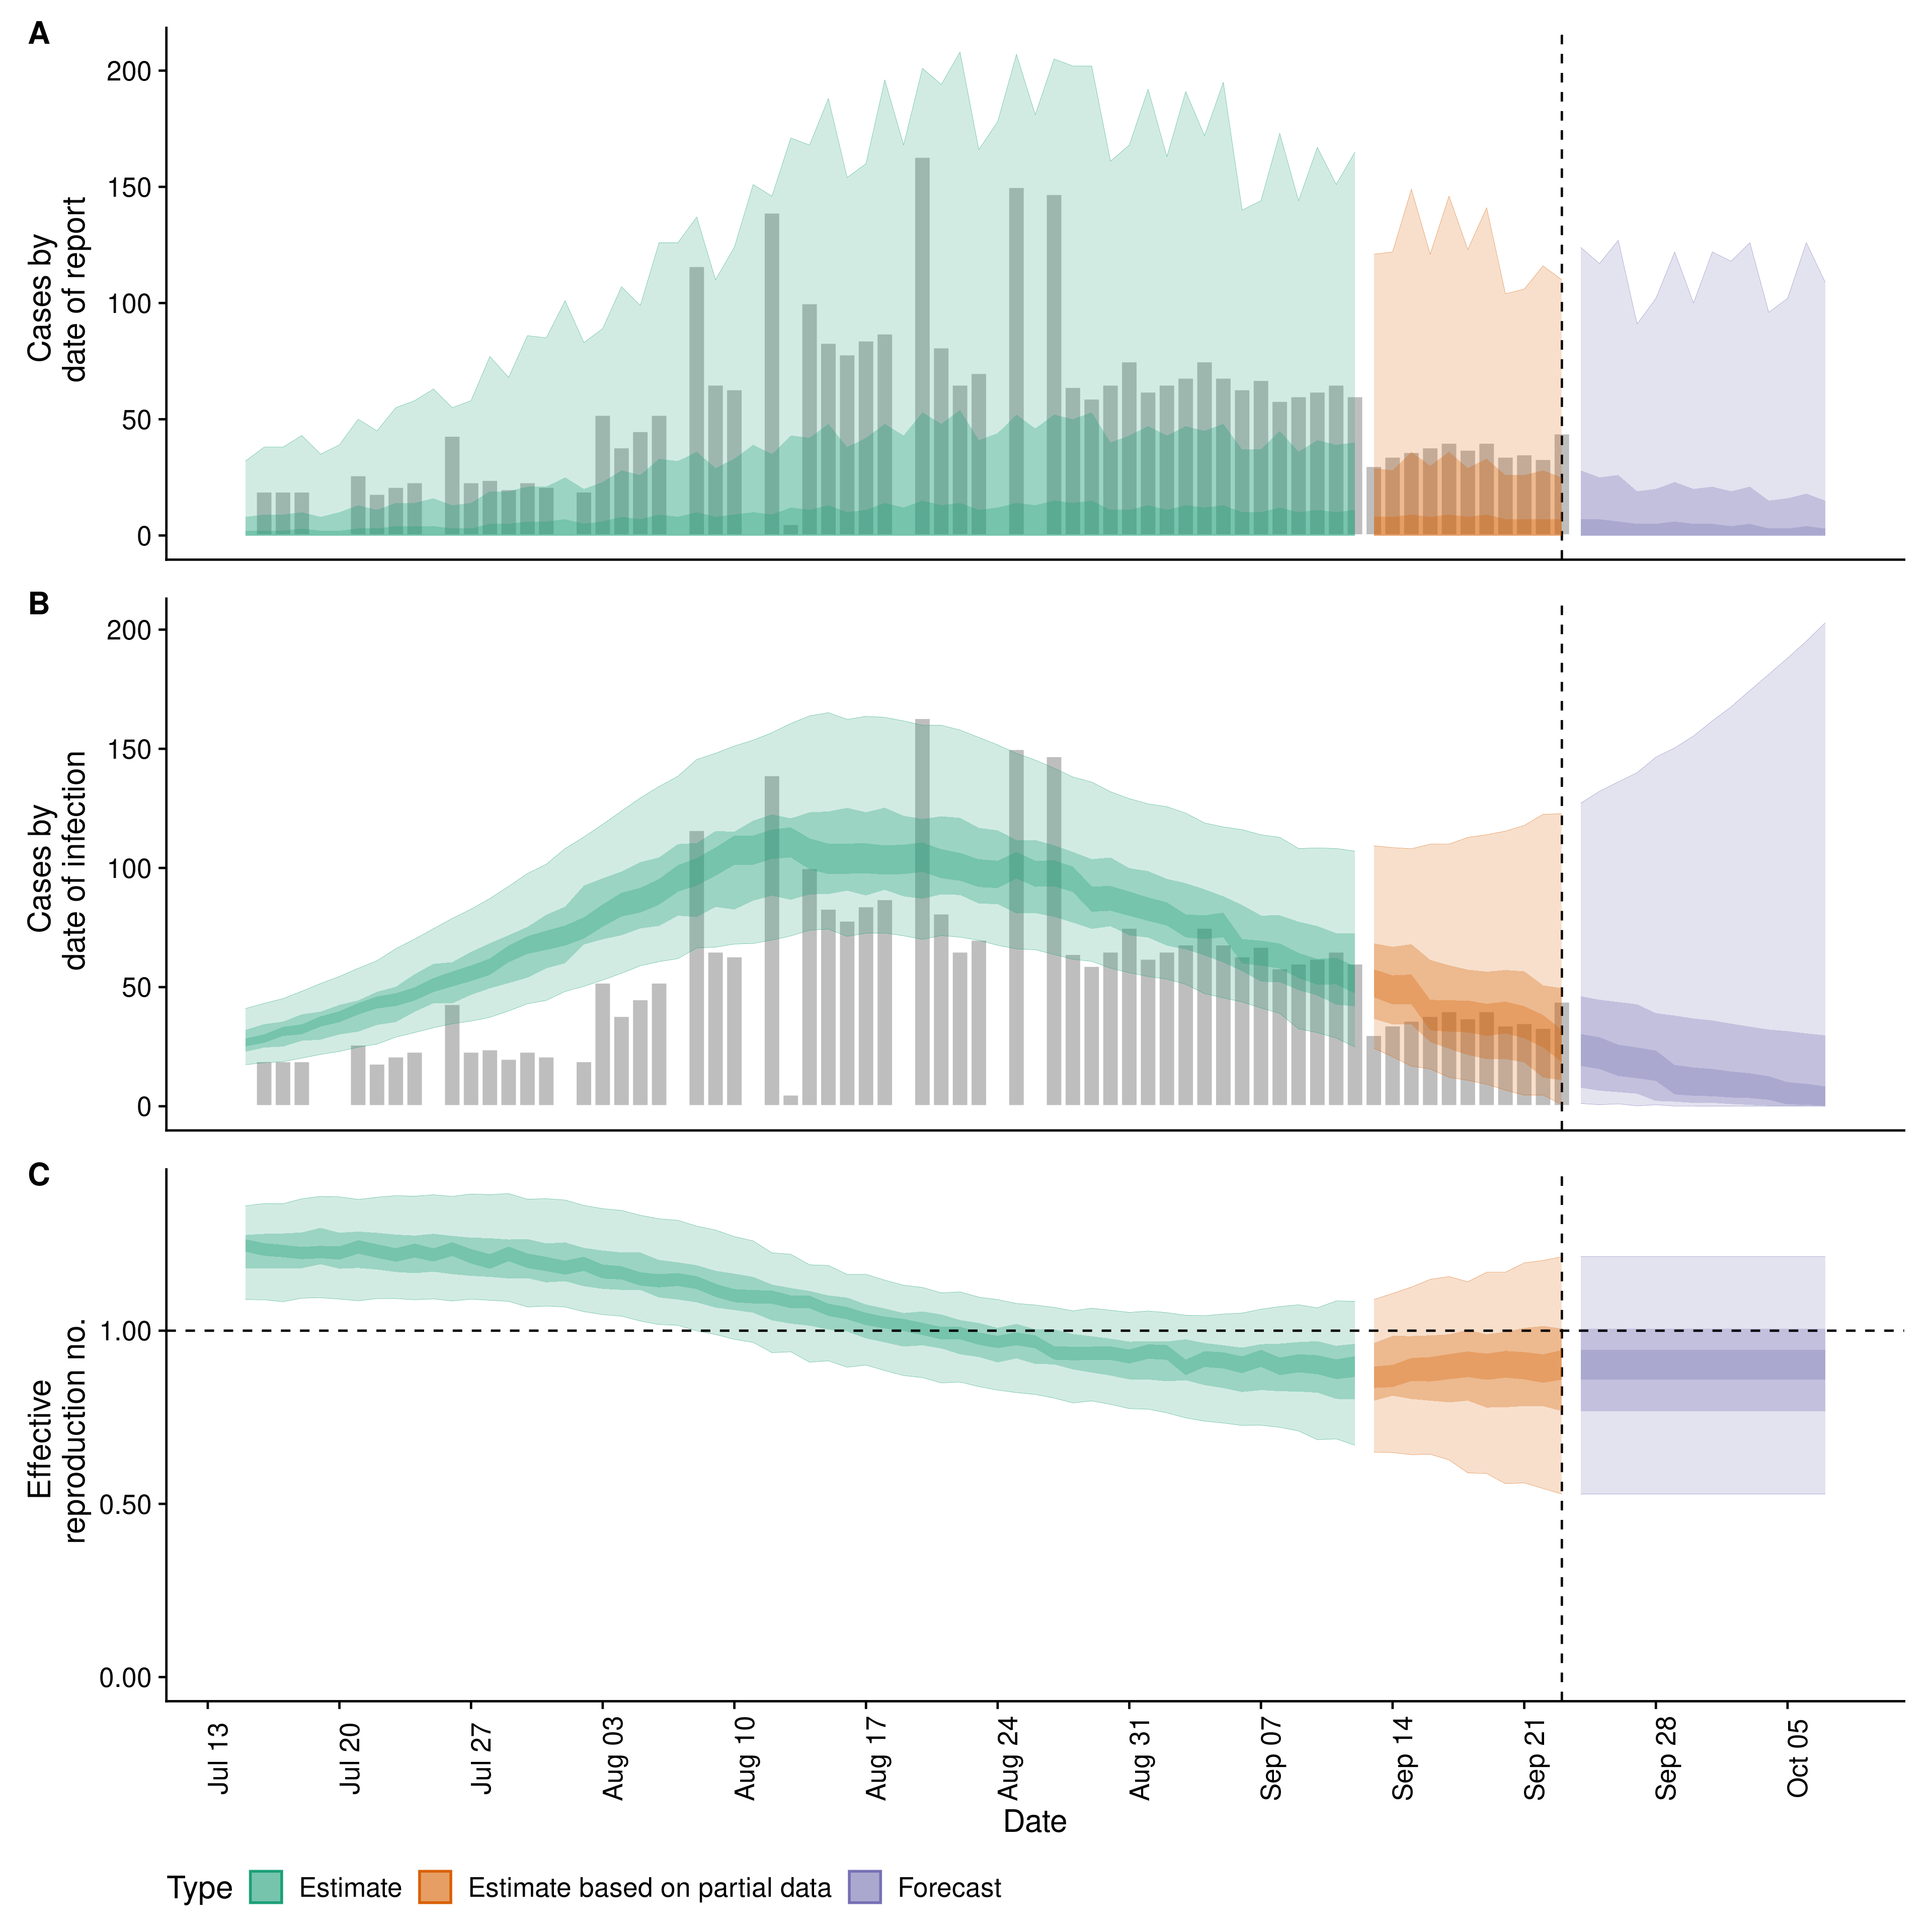 A
Cases by
date of report
200
150
100
50
0
B
Cases by
date of infection
200
150
100
50
0
C
Effective
reproduction no.
1.00
0.50
0.00
Jul 13
Jul 20
Jul 27
Aug 03
Aug 10
Aug 17
Aug 24
Aug 31
Sep 07
Sep 14
Sep 21
Sep 28
Oct 05
Date
Type Estimate Estimate based on partial data Forecast